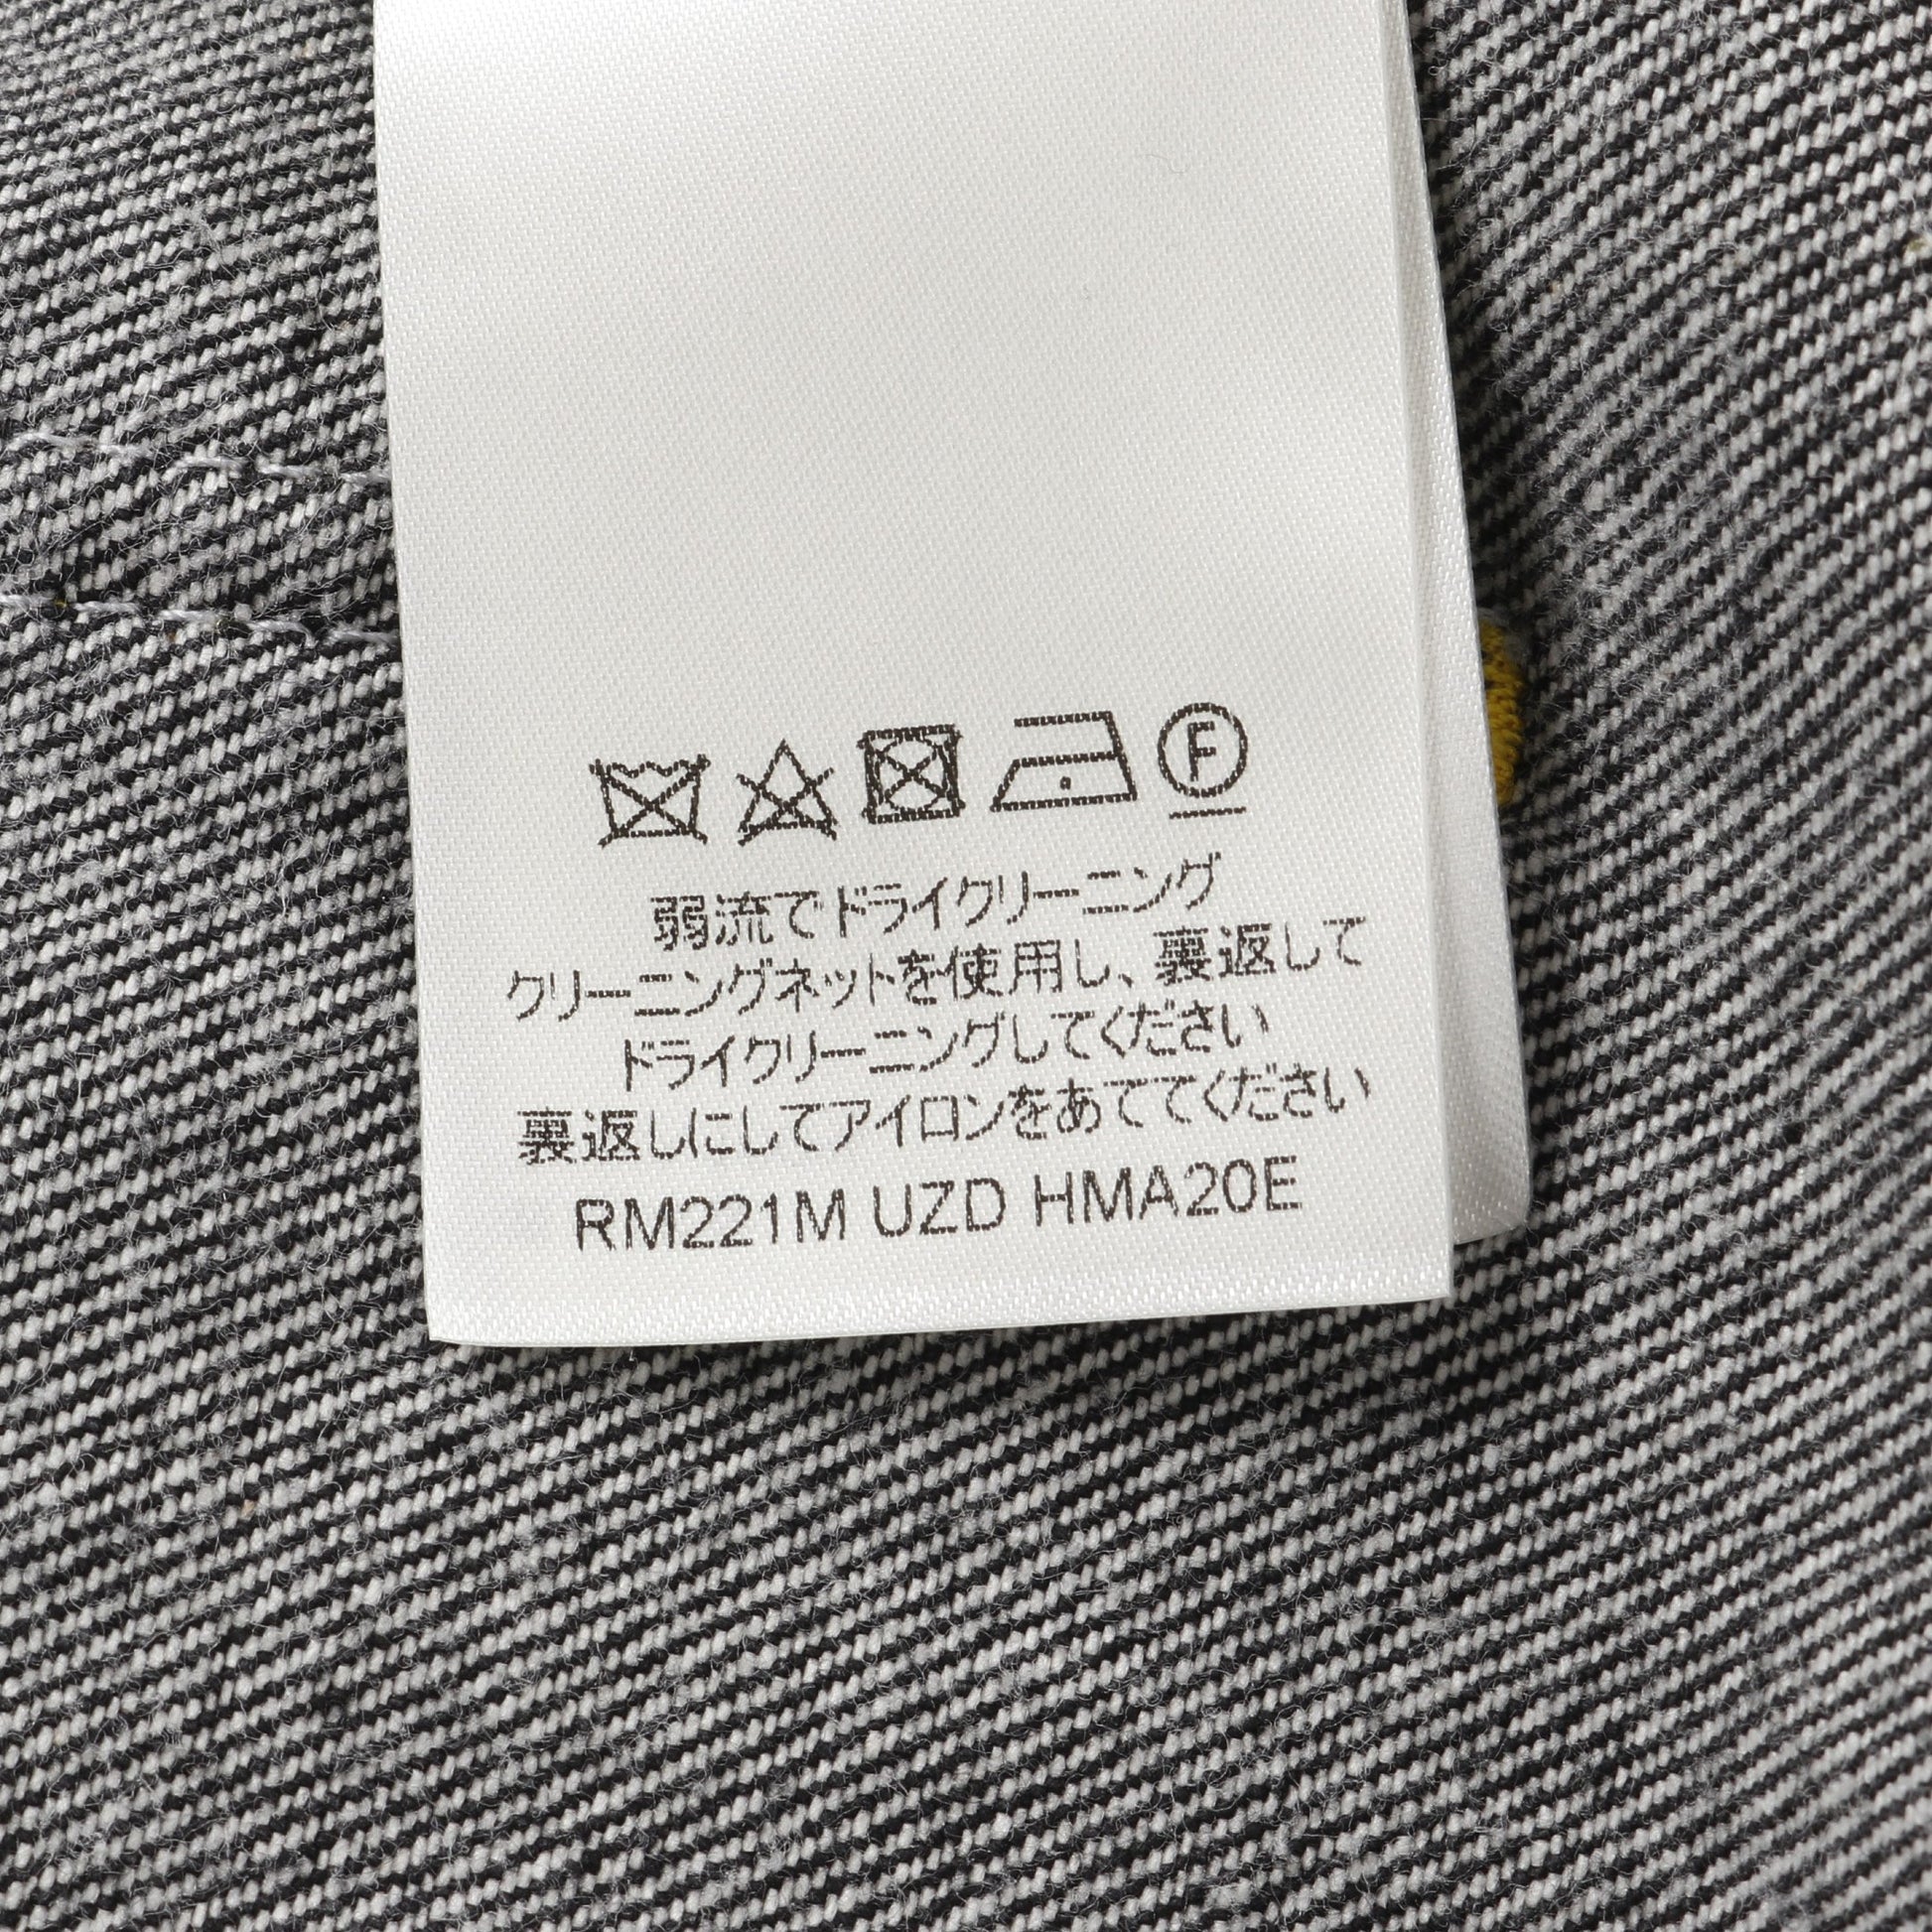 F
弱流でドライクリーニング
クリーニングネットを使用し、裏返して
ドライクリーニングしてください
裏返しにしてアイロンをあててください
RM221M UZD HMA20E